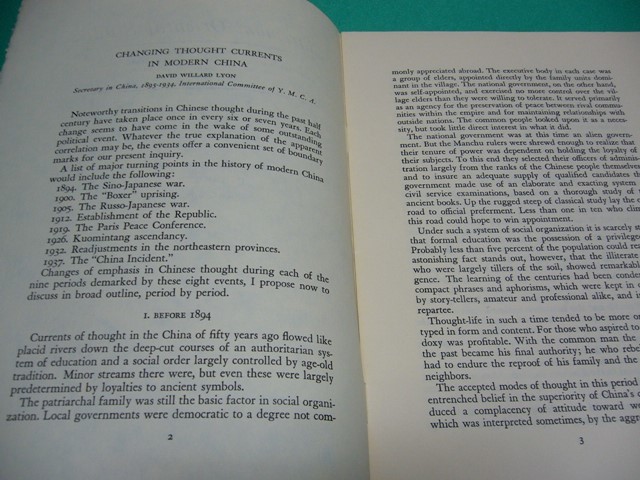 CHANGING THOUGHT CURRENTS
IN MODERN CHINA
DAVID WILLARD LYON
Secretary in China, 1895-1934, International Committee of Y. M. C. A.
Noteworthy transitions in Chinese thought during the past half
century have taken place once in every six or seven years. Each
change seems to have come in the wake of some outstanding
political event. Whatever the true explanation of the apparent
correlation may be, the events offer a convenient set of boundary
marks for our present inquiry.
A list of major turning points in the history of modern China
would include the following:
1894. The Sino-Japanese war.
1900. The "Boxer" uprising.
1905. The Russo-Japanese war.
1912. Establishment of the Republic.
1919. The Paris Peace Conference.
1926. Kuomintang ascendancy.
1932. Readjustments in the northeastern provinces.
1937. The "China Incident."
Changes of emphasis in Chinese thought during each of the
nine periods demarked by these eight events, I propose now to
discuss in broad outline, period by period.
1. BEFORE 1894
Currents of thought in the China of fifty years ago flowed like
placid rivers down the deep-cut courses of an authoritarian sys-
tem of education and a social order largely controlled by age-old
tradition. Minor streams there were, but even these were largely
predetermined by loyalties to ancient symbols.
The patriarchal family was still the basic factor in social organi-
zation. Local governments were democratic to a degree not com-
2
monly appreciated abroad. The executive body in each case was
a group of elders, appointed directly by the family units domi-
nant in the village. The national government, on the other hand,
was self-appointed, and exercised no more control over the vil-
lage elders than they were willing to tolerate. It served primarily
as an agency for the preservation of peace between rival commu-
nities within the empire and for maintaining relationships with
outside nations. The common people looked upon it as a neces-
sity, but took little direct interest in what it did.
The national government was at this time an alien govern-
ment. But the Manchu rulers were shrewd enough to realize that
their tenure of power was dependent on holding the loyalty of
their subjects. To this end they selected their officers of adminis-
tration largely from the ranks of the Chinese people themselve
and to insure an adequate supply of qualified candidates th
government made use of an elaborate and exacting system
civil service examinations, based on a thorough study of
ancient books. Up the rugged steep of classical study lay the
road to official preferment. Less than one in ten who clim
this road could hope to win appointment.
Under such a system of social organization it is scarcely st
that formal education was the possession of a privilege
Probably less than five percent of the population could rea
astonishing fact stands out, however, that the illiterate
who were largely tillers of the soil, showed remarkabl
gence. The learning of the centuries had been conde
compact phrases and aphorisms, which were kept in
by story-tellers, amateur and professional alike, and
repartee.
Thought-life in such a time tended to be more or
typed in form and content. For those who aspired to
doxy was profitable. With the common man the
the past became his final authority; he who rebe
had to endure the reproof of his family and the
neighbors.
The accepted modes of thought in this period
entrenched belief in the superiority of China's c
duced a complacency of attitude toward we
which was interpreted sometimes, by the aggre
3